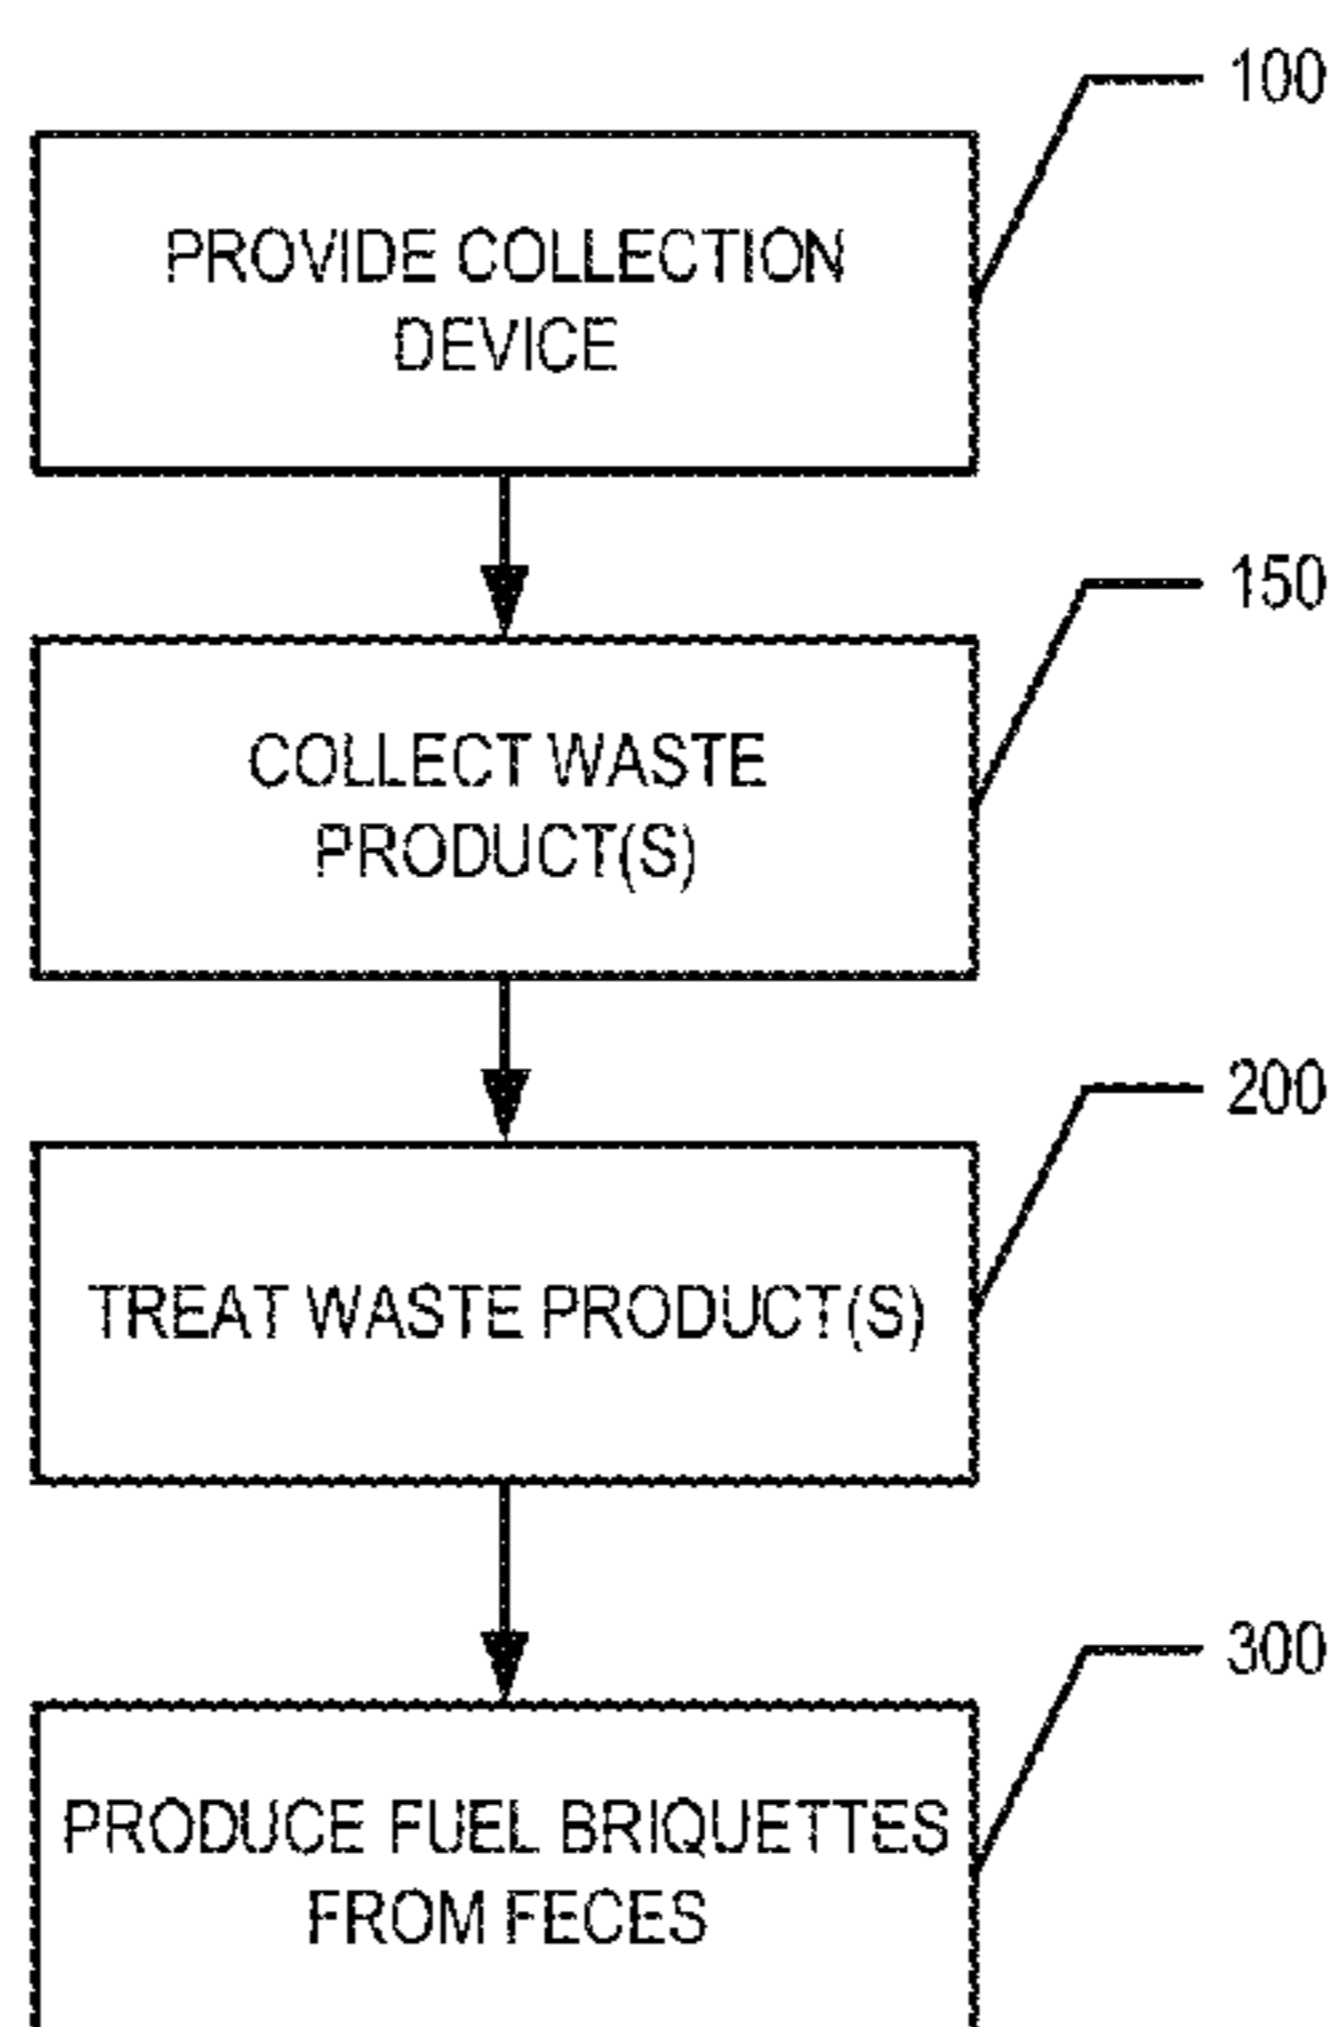 100
PROVIDE COLLECTION
DEVICE
150
COLLECT WASTE
PRODUCT(S)
200
TREAT WASTE PRODUCT(S)
300
PRODUCE FUEL BRIQUETTES
FROM FECES